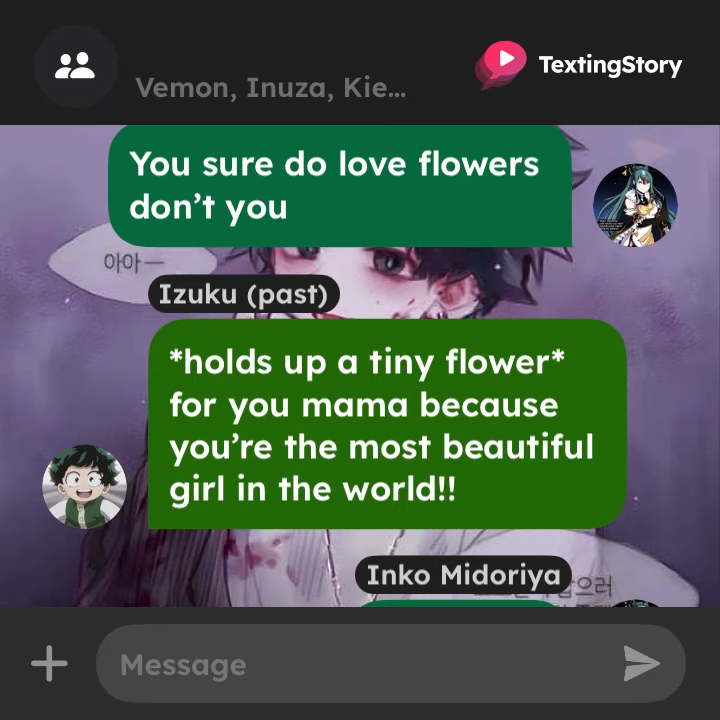 Vemon, Inuza, Kie...
TextingStory
You sure do love flowers
don't you
아아—
Izuku (past)
*holds up a tiny flower*
for you mama because
you're the most beautiful
girl in the world!!
Inko Midoriya
Message